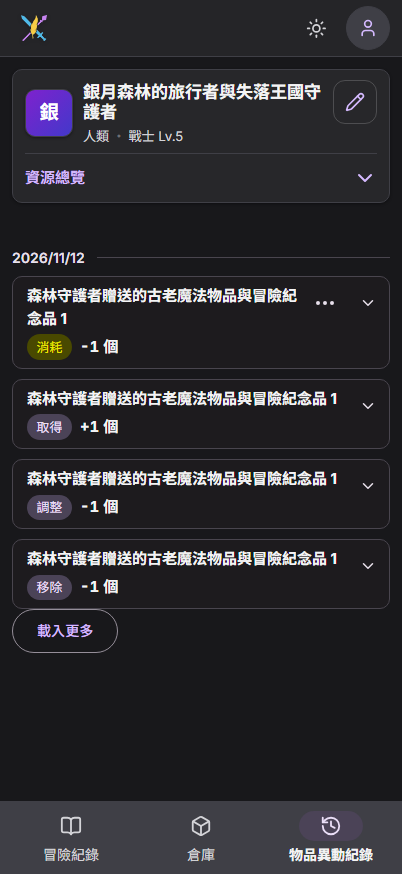 銀
銀月森林的旅行者與失落王國守
護者
人類 • 戰士 Lv.5
資源總覽
2026/11/12
森林守護者贈送的古老魔法物品與冒險紀
念品 1
消耗 -1 個
森林守護者贈送的古老魔法物品與冒險紀念品 1
取得 +1 個
森林守護者贈送的古老魔法物品與冒險紀念品 1
調整 -1 個
森林守護者贈送的古老魔法物品與冒險紀念品 1
移除 -1 個
載入更多
冒險紀錄
倉庫
物品異動紀錄